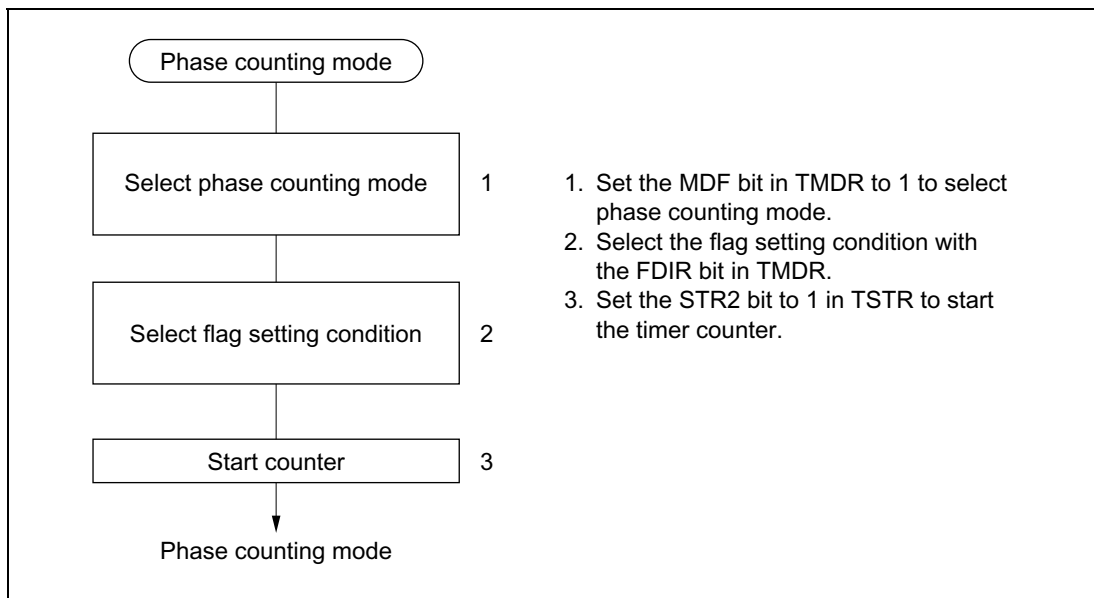 Phase counting mode
Select phase counting mode 1
Select flag setting condition 2
Start counter 3
Phase counting mode
1. Set the MDF bit in TMDR to 1 to select
phase counting mode.
2. Select the flag setting condition with
the FDIR bit in TMDR.
3. Set the STR2 bit to 1 in TSTR to start
the timer counter.